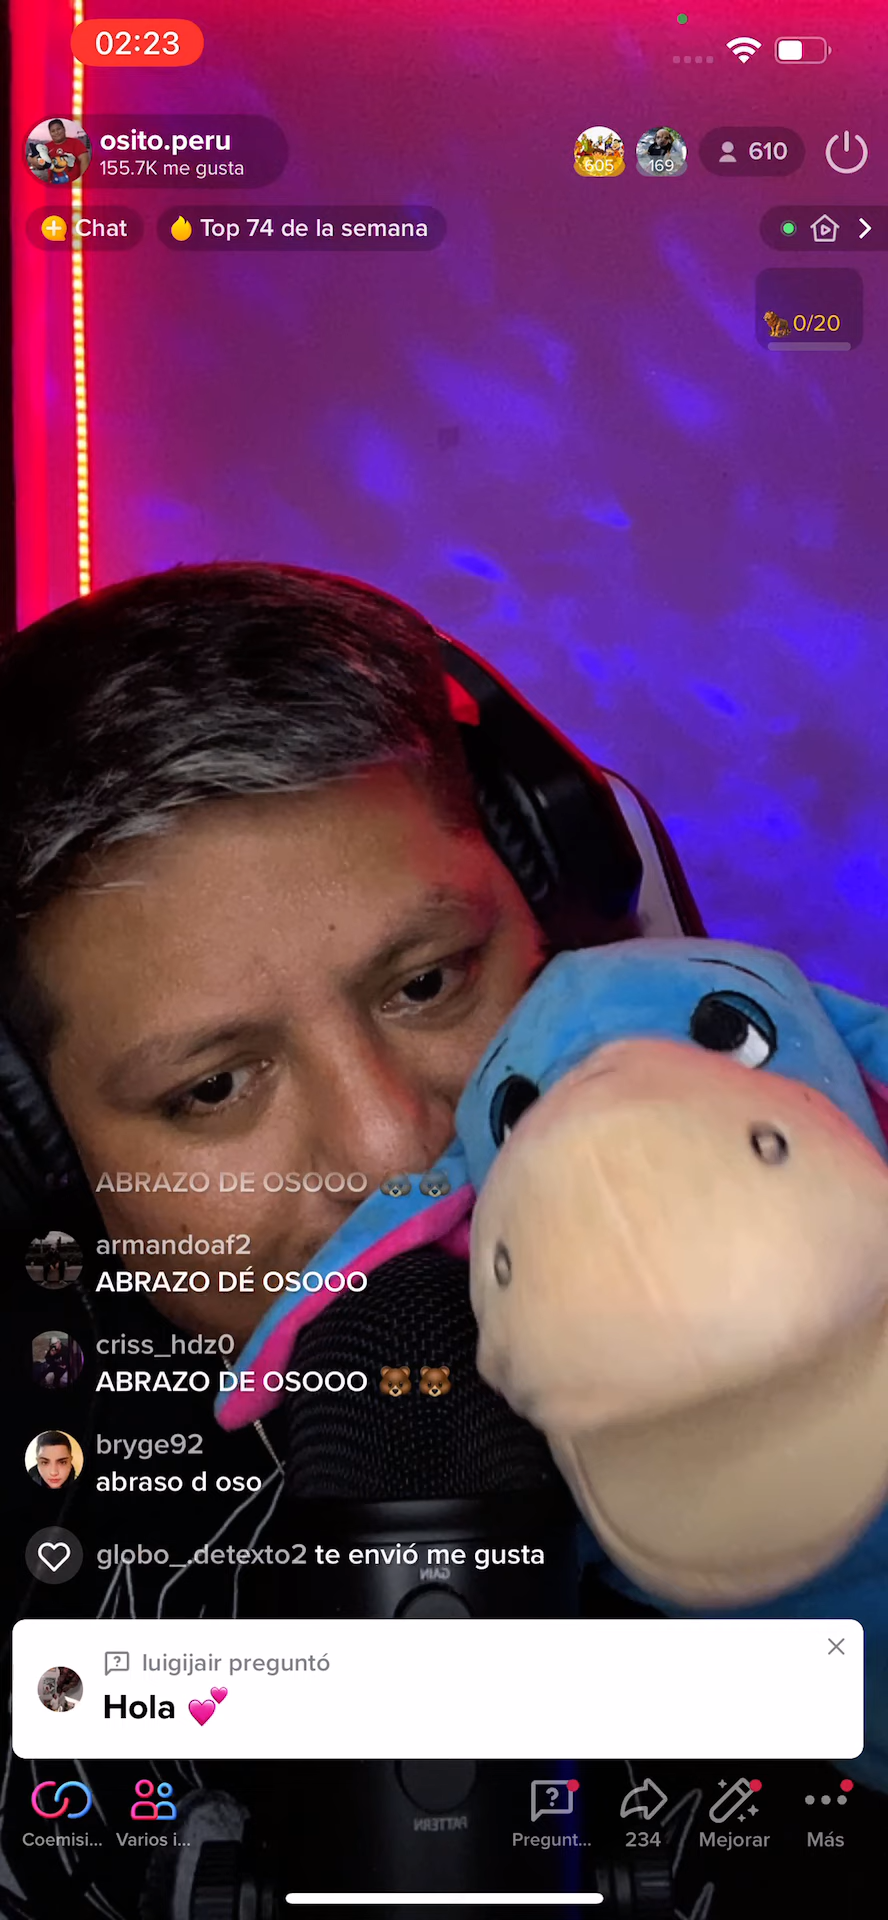 02:23
osito.peru
155.7K me gusta
605
169
610
Chat
Top 74 de la semana
0/20
ABRAZO DE OSOOO 🐻🐻
armandoaf2
ABRAZO DÉ OSOOO
criss_hdz0
ABRAZO DE OSOOO 🐻🐻
bryge92
abraso d oso
globo_.detexto2 te envió me gusta
GAIN
luigijair preguntó
Hola 💕
PATTERN
Coemisi...
Varios i...
Pregunt...
234
Mejorar
Más